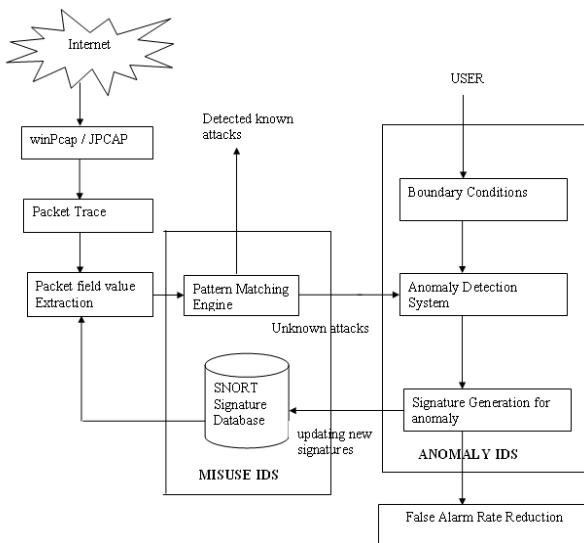 Internet
USER
Detected known
attacks
winPcap / JPCAP
Boundary Conditions
Packet Trace
Packet field value
Extraction
Pattern Matching
Engine
Anomaly Detection
System
Unknown attacks
SNORT
Signature
Database
Signature Generation for
anomaly
updating new
signatures
ANOMALY IDS
MISUSE IDS
False Alarm Rate Reduction